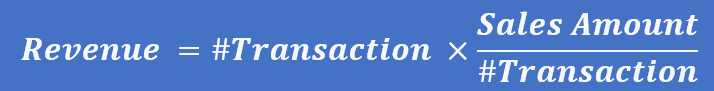 Revenue = #Transaction × Sales Amount / #Transaction